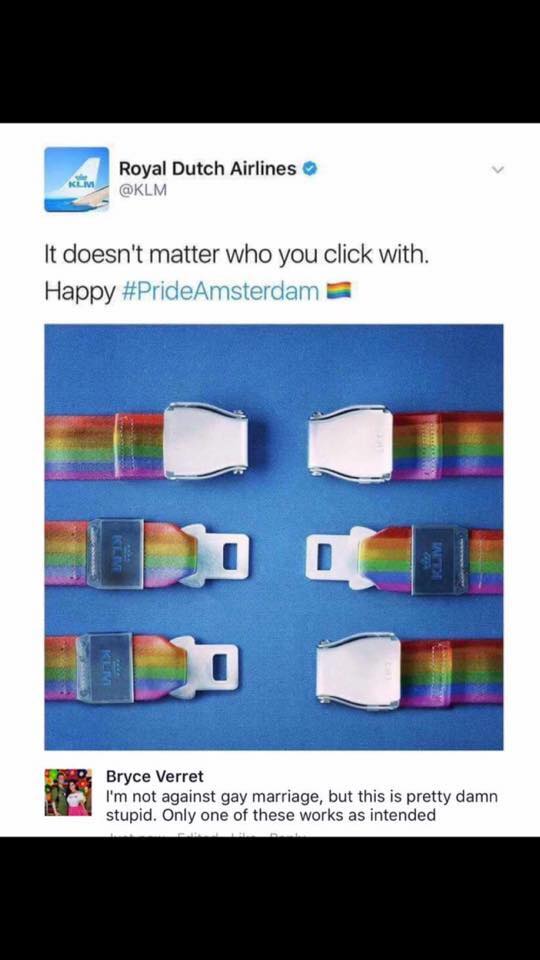 KLM
Royal Dutch Airlines
@KLM
It doesn't matter who you click with.
Happy #PrideAmsterdam 🏳️‍🌈
KLM
KLM
KLM
Bryce Verret
I'm not against gay marriage, but this is pretty damn
stupid. Only one of these works as intended